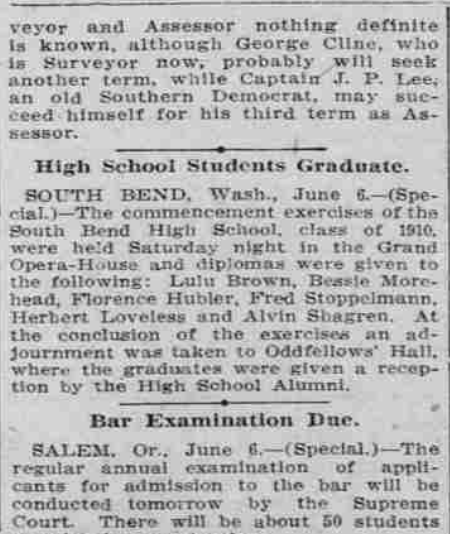 veyor and Assessor nothing definite
is known, although George Cline, who
is Surveyor now, probably will seek
another term, while Captain J. P. Lee,
an old Southern Democrat, may suc-
ceed himself for his third term as As-
sessor.
High School Students Graduate.
SOUTH BEND, Wash., June 6.—(Spe-
cial.)—The commencement exercises of the
South Bend High School, class of 1910,
were held Saturday night in the Grand
Opera-House and diplomas were given to
the following: Lulu Brown, Bessie More-
head, Florence Hubler, Fred Stoppelmann,
Herbert Loveless and Alvin Shagren. At
the conclusion of the exercises an ad-
journment was taken to Oddfellows' Hall,
where the graduates were given a recep-
tion by the High School Alumni.
Bar Examination Due.
SALEM, Or., June 6.—(Special.)—The
regular annual examination of appli-
cants for admission to the bar will be
conducted tomorrow by the Supreme
Court. There will be about 50 students